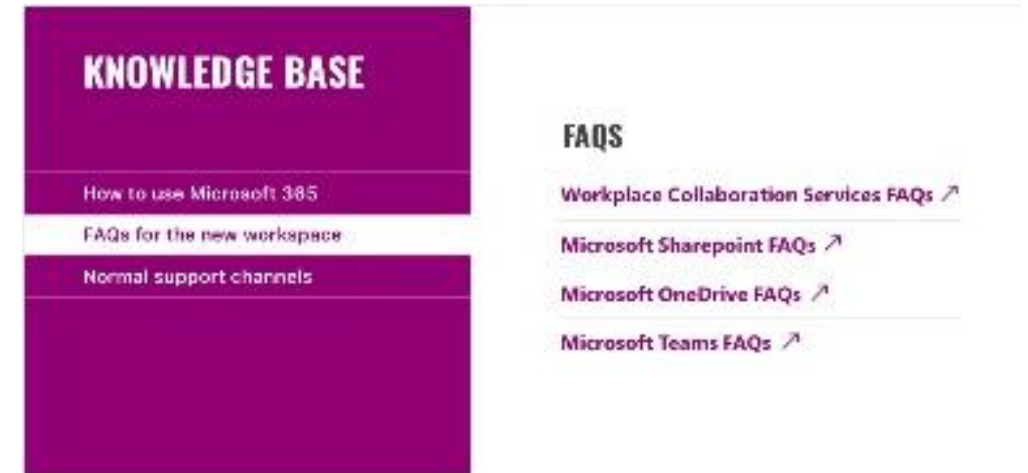 KNOWLEDGE BASE
How to use Microsoft 365
FAQs for the new workspace
Normal support channels
FAQS
Workplace Collaboration Services FAQs
Microsoft Sharepoint FAQs
Microsoft OneDrive FAQs
Microsoft Teams FAQs